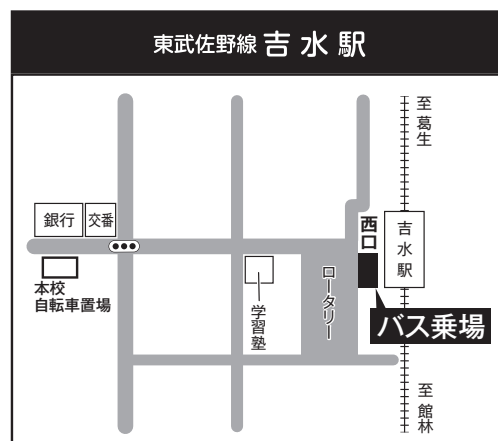 東武佐野線 吉水駅
至葛生
銀行
交番
西口
吉水駅
本校
自転車置場
ロータリー
学習塾
バス乗場
至館林